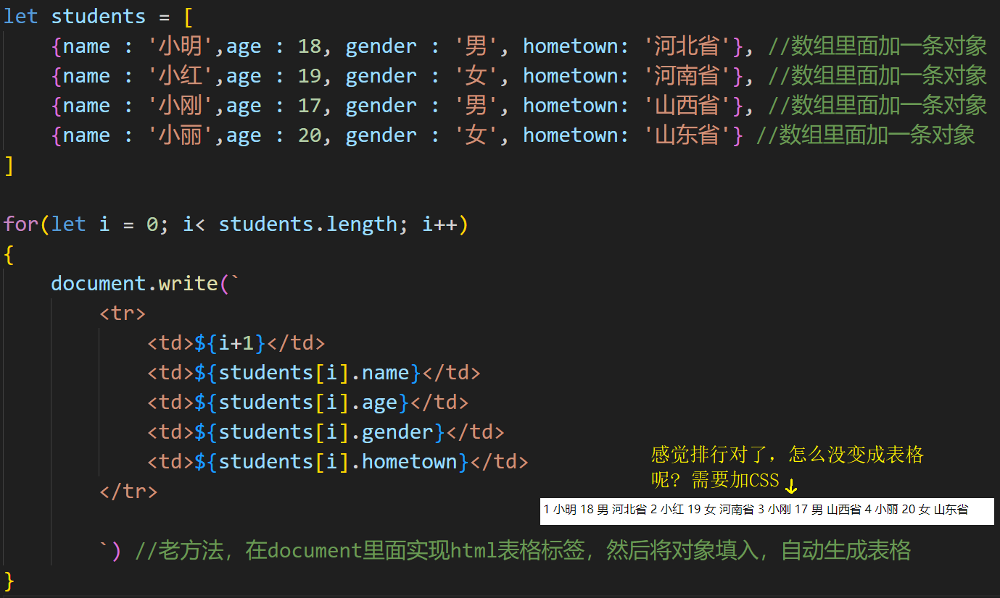 let students = [
{name : '小明',age : 18, gender : '男', hometown: '河北省'}, //数组里面加一条对象
{name : '小红',age : 19, gender : '女', hometown: '河南省'}, //数组里面加一条对象
{name : '小刚',age : 17, gender : '男', hometown: '山西省'}, //数组里面加一条对象
{name : '小丽',age : 20, gender : '女', hometown: '山东省'} //数组里面加一条对象
]
for(let i = 0; i< students.length; i++)
{
document.write(`
<tr>
<td>${i+1}</td>
<td>${students[i].name}</td>
<td>${students[i].age}</td>
<td>${students[i].gender}</td>
<td>${students[i].hometown}</td>
</tr>
感觉排行对了，怎么没变成表格
呢? 需要加CSS
1 小明 18 男 河北省 2 小红 19 女 河南省 3 小刚 17 男 山西省 4 小丽 20 女 山东省
`) //老方法，在document里面实现html表格标签，然后将对象填入，自动生成表格
}